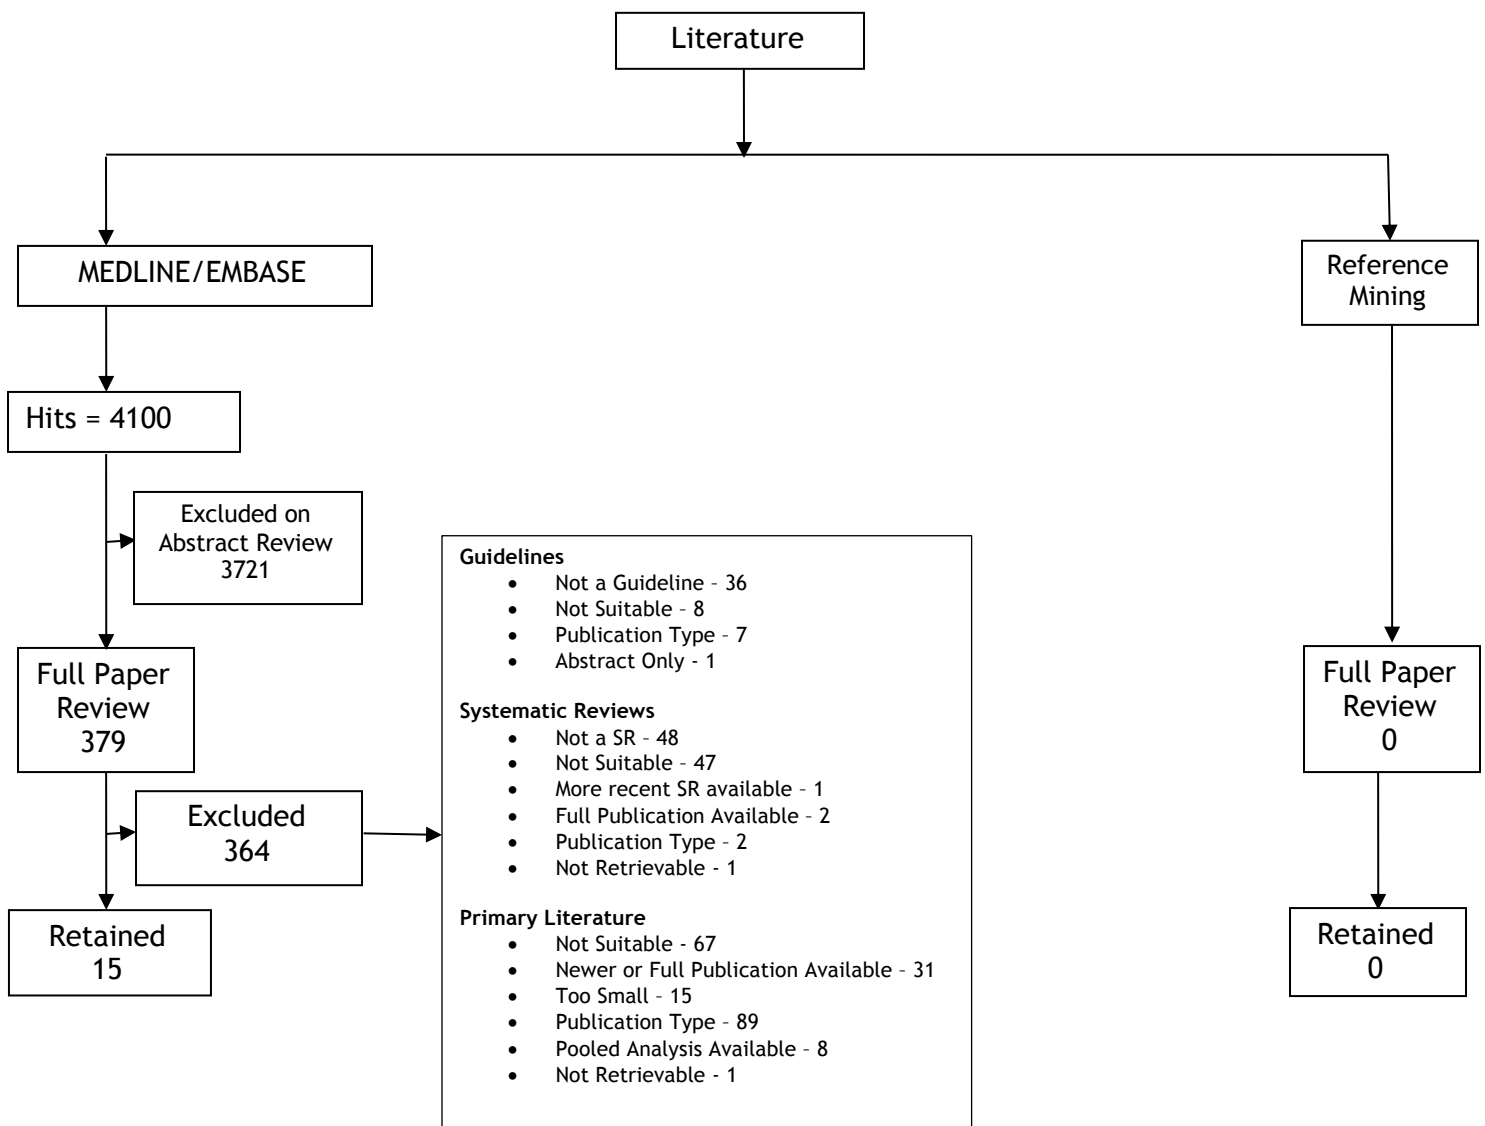 Literature
MEDLINE/EMBASE
Reference
Mining
Hits = 4100
Excluded on
Abstract Review
3721
Full Paper
Review
379
Excluded
364
Retained
15
Guidelines
• Not a Guideline – 36
• Not Suitable – 8
• Publication Type – 7
• Abstract Only - 1
Systematic Reviews
• Not a SR – 48
• Not Suitable – 47
• More recent SR available – 1
• Full Publication Available – 2
• Publication Type – 2
• Not Retrievable - 1
Primary Literature
• Not Suitable - 67
• Newer or Full Publication Available – 31
• Too Small – 15
• Publication Type – 89
• Pooled Analysis Available – 8
• Not Retrievable - 1
Full Paper
Review
0
Retained
0